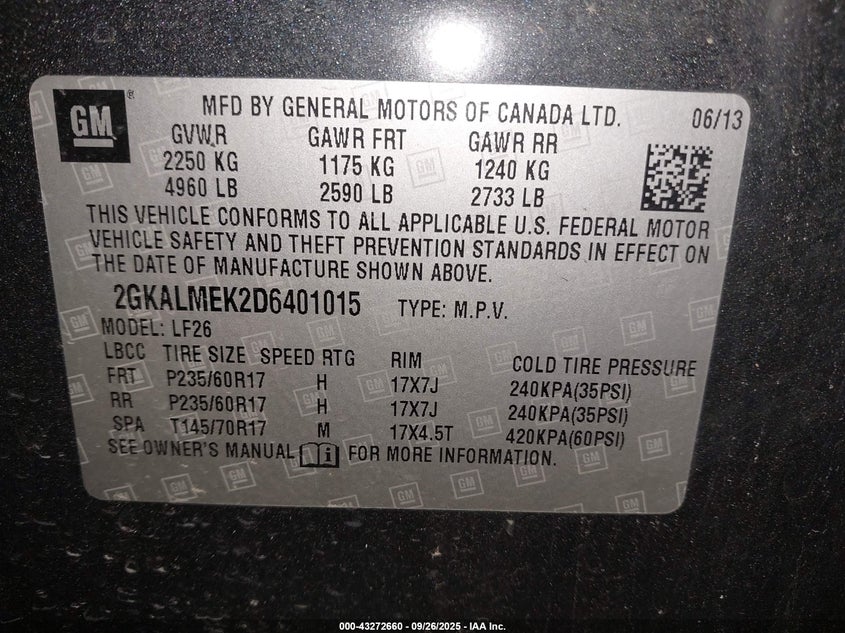 GM ®
MFD BY GENERAL MOTORS OF CANADA LTD. 06/13
GVWR GAWR FRT GAWR RR
2250 KG 1175 KG 1240 KG
4960 LB 2590 LB 2733 LB
THIS VEHICLE CONFORMS TO ALL APPLICABLE U.S. FEDERAL MOTOR
VEHICLE SAFETY AND THEFT PREVENTION STANDARDS IN EFFECT ON
THE DATE OF MANUFACTURE SHOWN ABOVE.
2GKALMEK2D6401015 TYPE: M.P.V.
MODEL: LF26
LBCC TIRE SIZE SPEED RTG RIM COLD TIRE PRESSURE
FRT P235/60R17 H 17X7J 240KPA(35PSI)
RR P235/60R17 H 17X7J 240KPA(35PSI)
SPA T145/70R17 M 17X4.5T 420KPA(60PSI)
SEE OWNER'S MANUAL i FOR MORE INFORMATION.
000-43272660 - 09/26/2025 - IAA Inc.